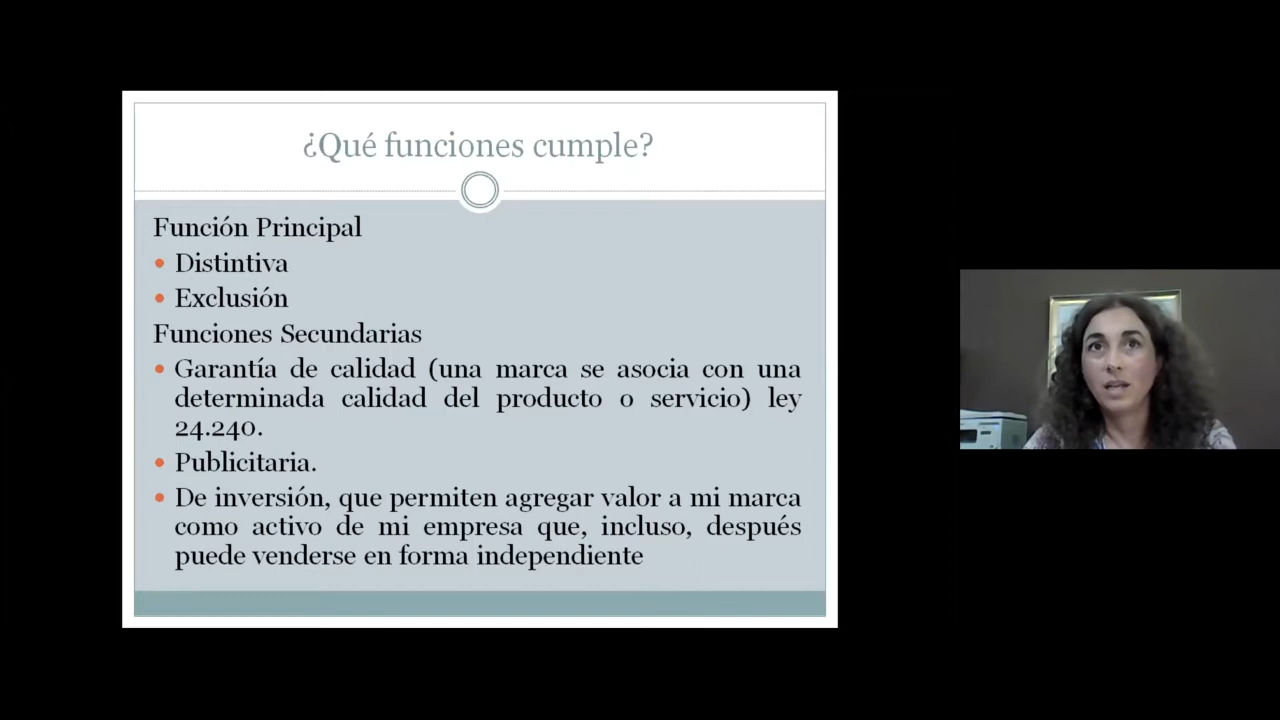 ¿Qué funciones cumple?
Función Principal
• Distintiva
• Exclusión
Funciones Secundarias
• Garantía de calidad (una marca se asocia con una
determinada calidad del producto o servicio) ley
24.240.
• Publicitaria.
• De inversión, que permiten agregar valor a mi marca
como activo de mi empresa que, incluso, después
puede venderse en forma independiente